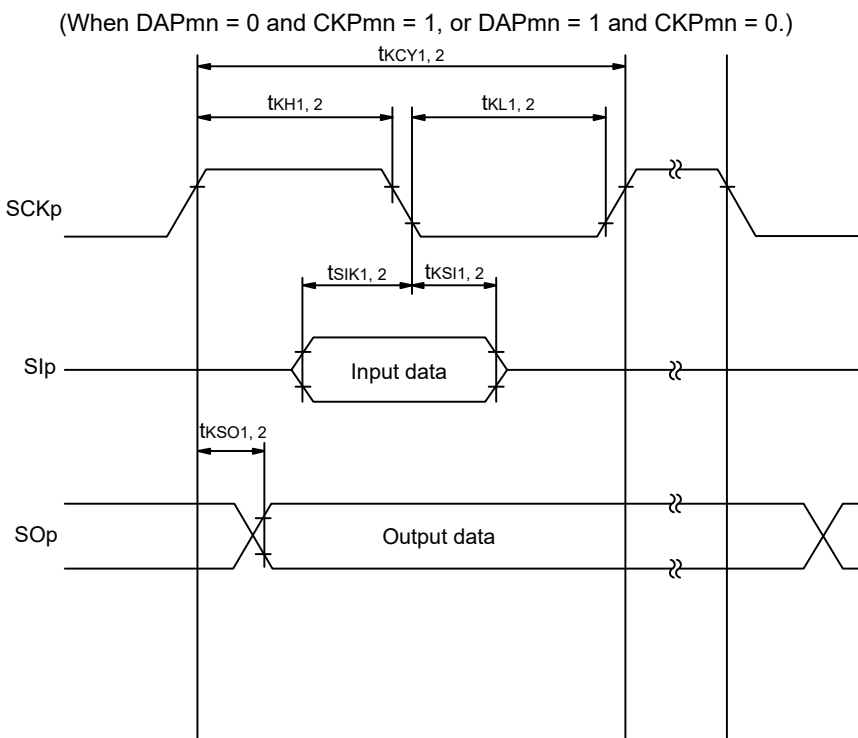 (When DAPmn = 0 and CKPmn = 1, or DAPmn = 1 and CKPmn = 0.)
tKCY1, 2
tKH1, 2
tKL1, 2
SCKp
tSIK1, 2
tKSI1, 2
SIp
Input data
tKSO1, 2
SOp
Output data